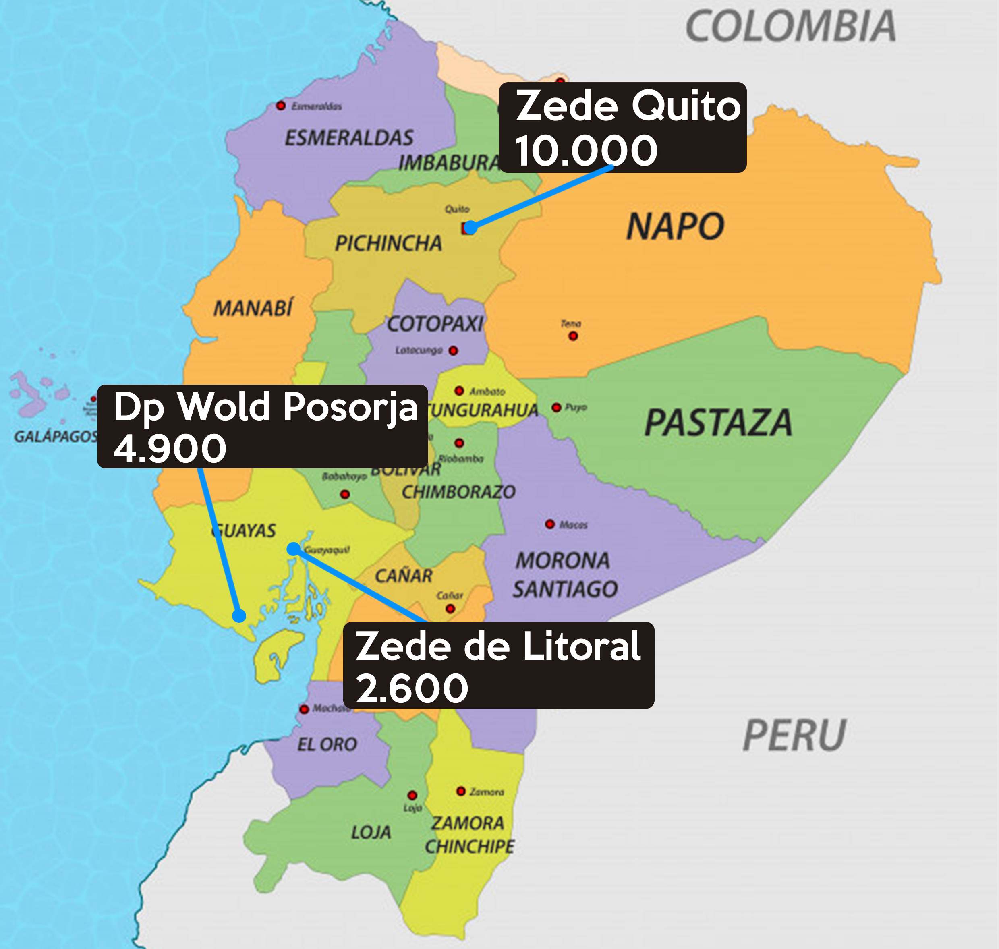 COLOMBIA
Zede Quito
10.000
Esmeraldas
ESMERALDAS
IMBABURA
Quito
NAPO
PICHINCHA
MANABÍ
COTOPAXI
Tena
Latacunga
Dp Wold Posorja
4.900
Ambato
TUNGURAHUA
Puyo
PASTAZA
GALÁPAGOS
Riobamba
BOLÍVAR
Babahoyo
CHIMBORAZO
Macas
GUAYAS
Guayaquil
MORONA
SANTIAGO
CAÑAR
Cañar
Zede de Litoral
2.600
Machala
EL ORO
PERU
Zamora
Loja
ZAMORA
CHINCHIPE
LOJA